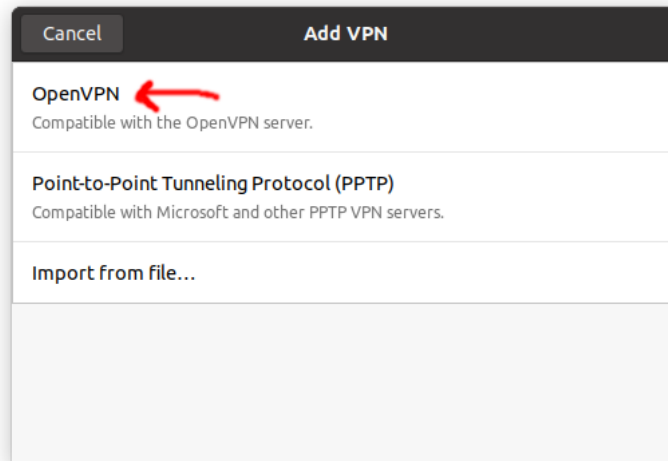 Cancel Add VPN
OpenVPN
Compatible with the OpenVPN server.
Point-to-Point Tunneling Protocol (PPTP)
Compatible with Microsoft and other PPTP VPN servers.
Import from file...